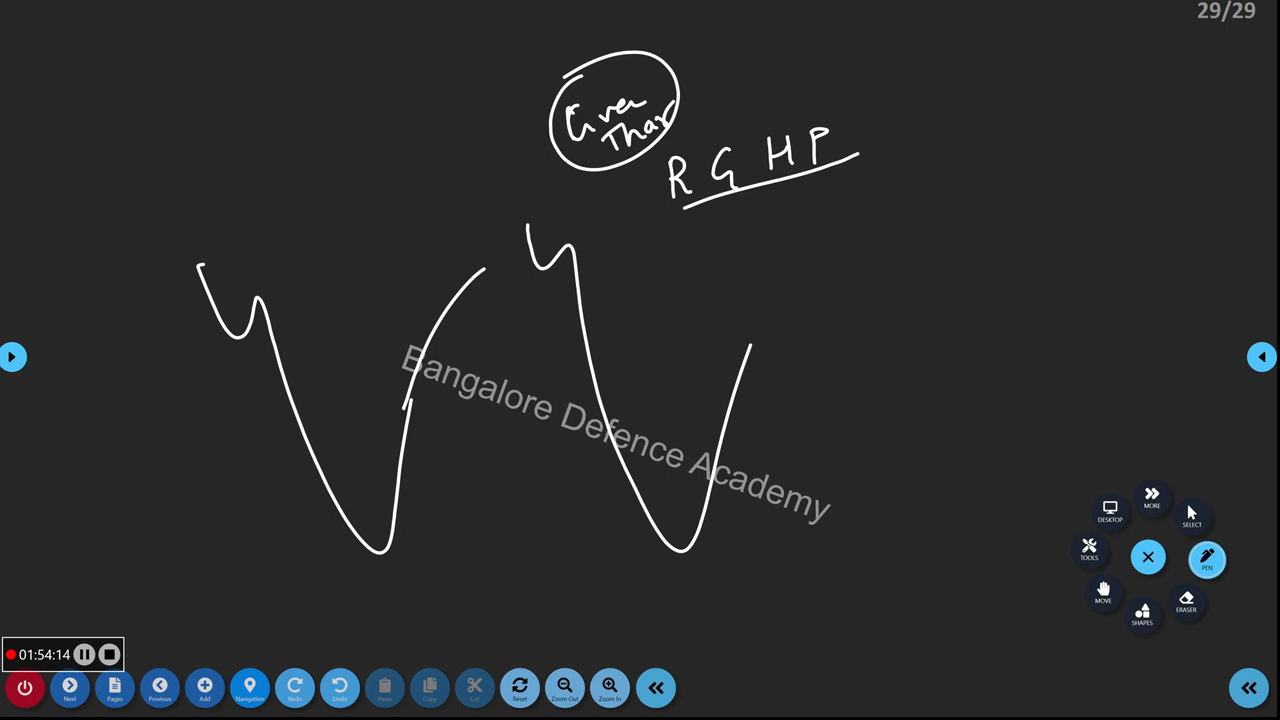 29/29
Thar
R G H P
Bangalore Defence Academy
MORE
DESKTOP
SELECT
TOOLS
PEN
MOVE
ERASER
SHAPES
01:54:14
Next
Pages
Previous
Add
Navigation
Redo
Undo
Paste
Copy
Cut
Reset
Zoom Out
Zoom In